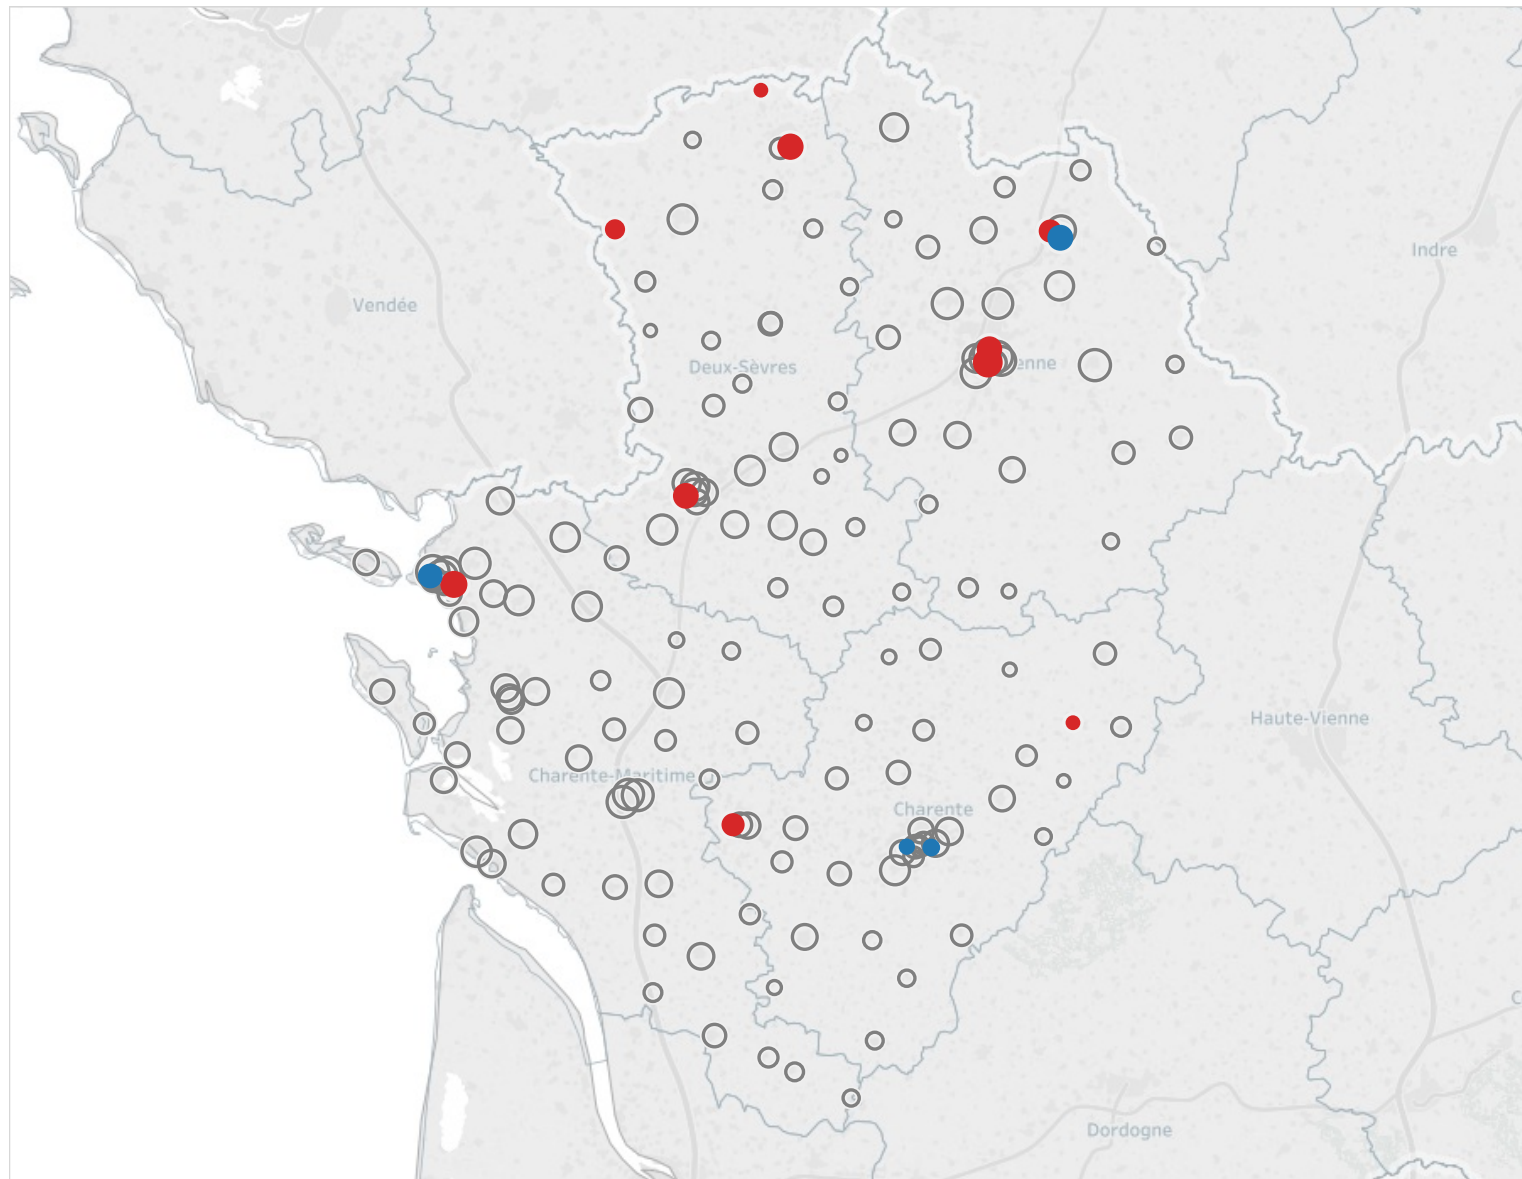 Indre
Vendée
Deux-Sèvres
enne
Haute-Vienne
Charente-Maritime
Charente
Dordogne